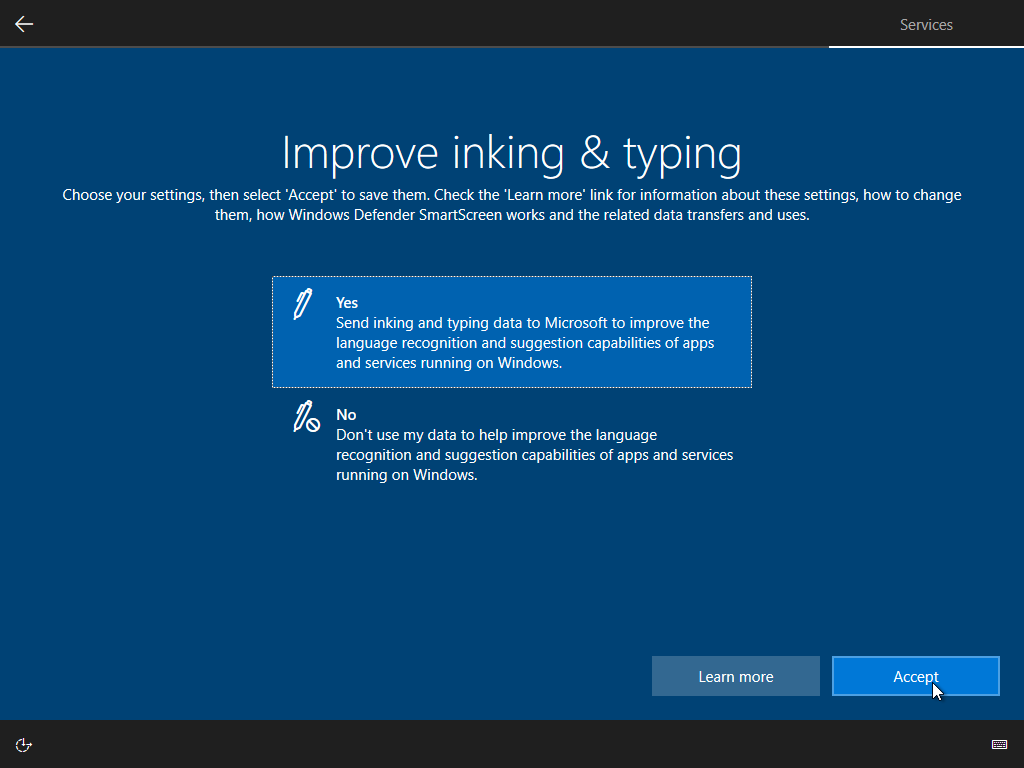 Services
Improve inking & typing
Choose your settings, then select 'Accept' to save them. Check the 'Learn more' link for information about these settings, how to change
them, how Windows Defender SmartScreen works and the related data transfers and uses.
Yes
Send inking and typing data to Microsoft to improve the
language recognition and suggestion capabilities of apps
and services running on Windows.
No
Don't use my data to help improve the language
recognition and suggestion capabilities of apps and services
running on Windows.
Learn more
Accept